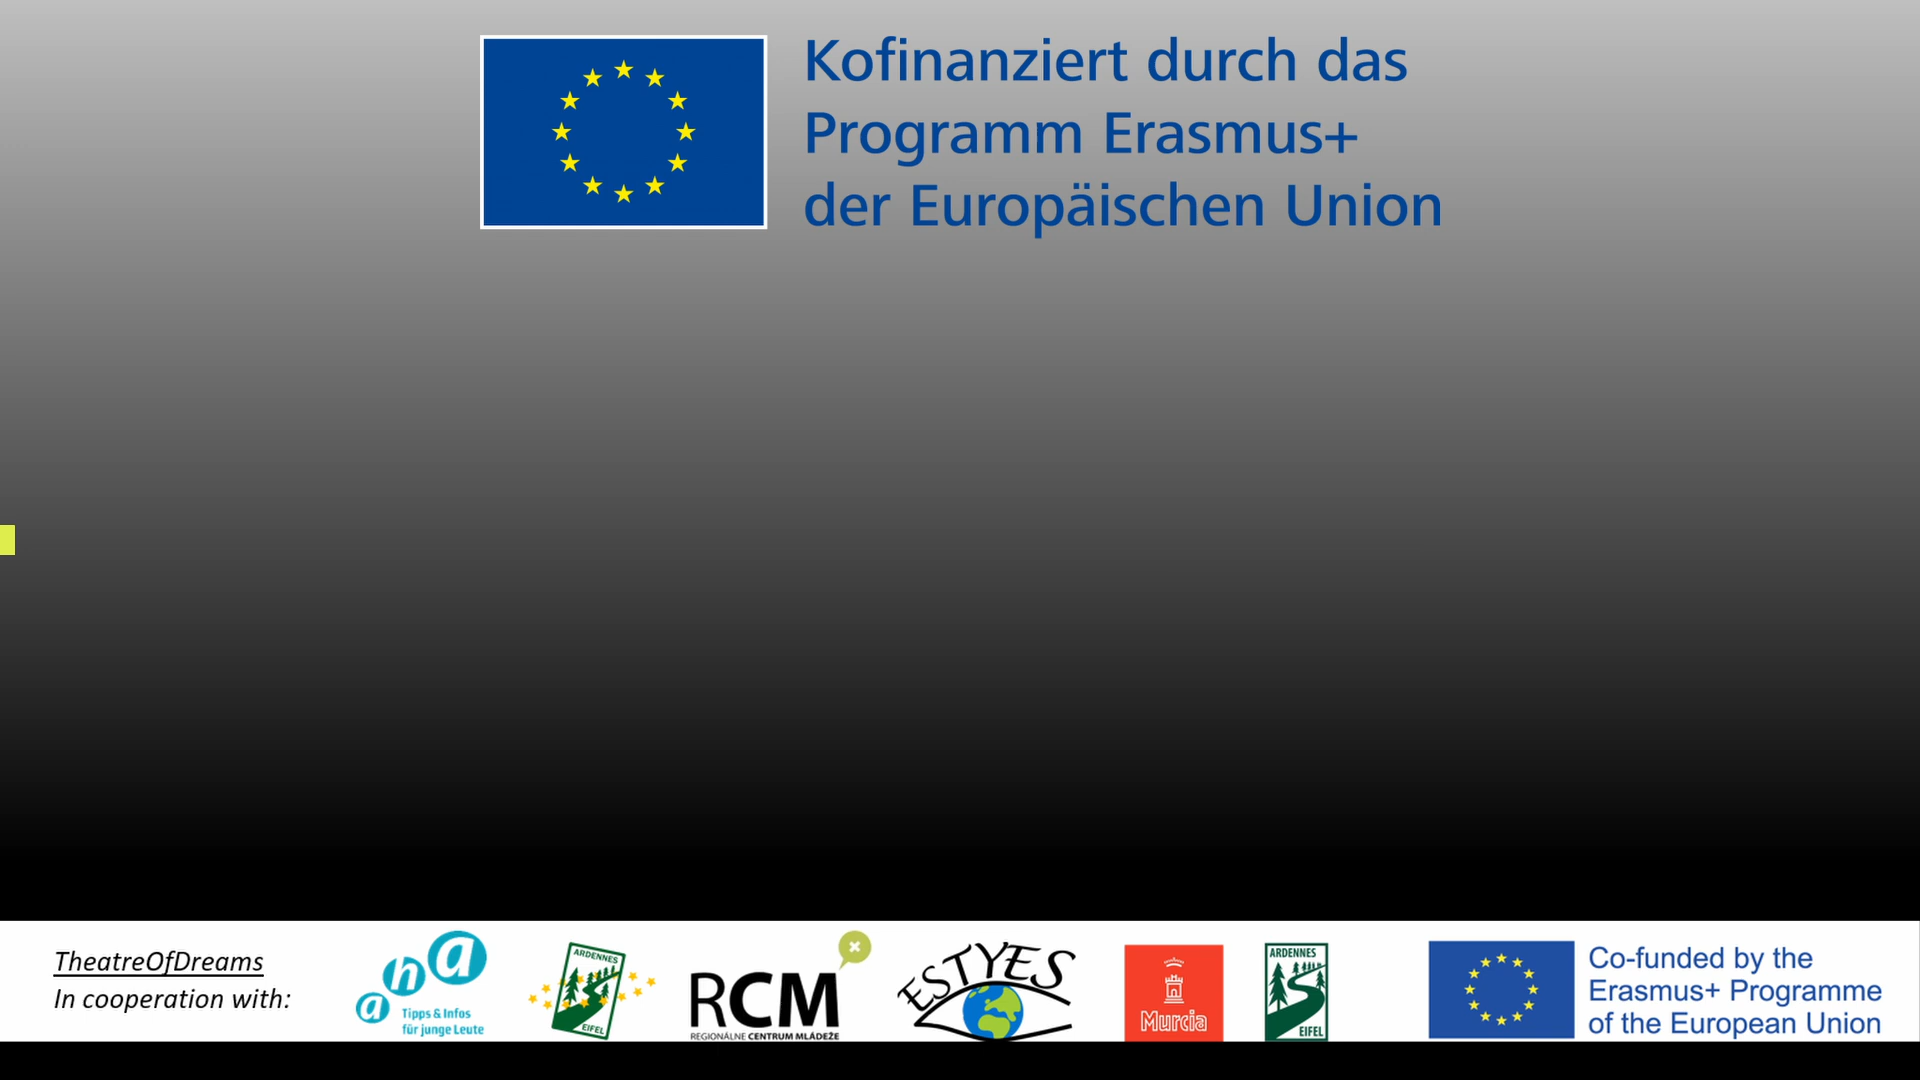 Kofinanziert durch das
Programm Erasmus+
der Europäischen Union
TheatreOfDreams
In cooperation with:
aha
Tipps & Infos
für junge Leute
ARDENNES
EIFEL
RCM
REGIONÁLNE CENTRUM MLÁDEŽE
ESTYES
Murcia
ARDENNES
EIFEL
Co-funded by the
Erasmus+ Programme
of the European Union